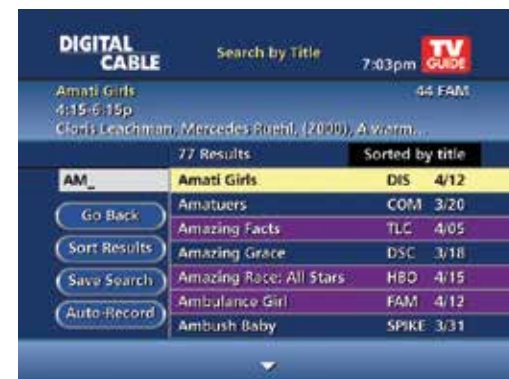 DIGITAL
CABLE
Search by Title
7:03pm
TV
GUIDE
Amati Girls
44 FAM
4:15-6:15p
Cloris Leachman, Mercedes Ruehl, (2000), A warm...
77 Results
Sorted by title
AM_
Amati Girls DIS 4/12
Amatuers COM 3/20
Go Back
Amazing Facts TLC 4/05
Sort Results
Amazing Grace DSC 3/18
Save Search
Amazing Race: All Stars HBO 4/15
Auto-Record
Ambulance Girl FAM 4/12
Ambush Baby SPIKE 3/31